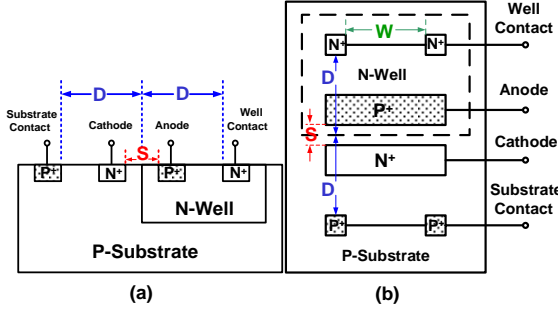 D D
Substrate Contact
Cathode
Anode
Well Contact
S
P+ N+ P+ N+
N-Well
P-Substrate
(a)
N+ W N+
Well Contact
D
N-Well
P+
Anode
S
Cathode
N+
D
Substrate Contact
P+ P+
P-Substrate
(b)